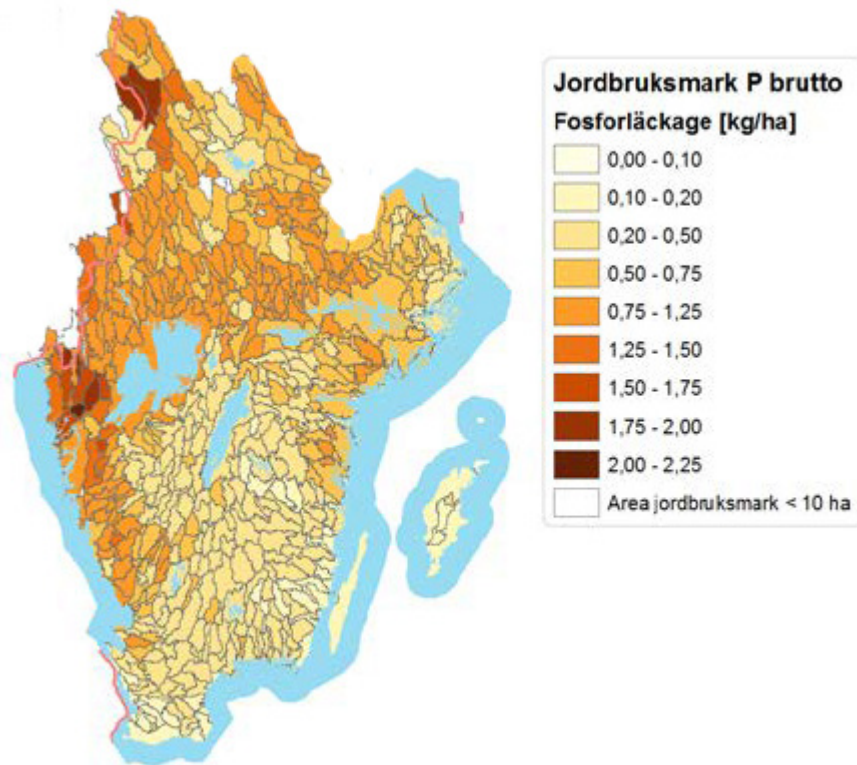 Jordbruksmark P brutto
Fosforläckage [kg/ha]
0,00 - 0,10
0,10 - 0,20
0,20 - 0,50
0,50 - 0,75
0,75 - 1,25
1,25 - 1,50
1,50 - 1,75
1,75 - 2,00
2,00 - 2,25
Area jordbruksmark < 10 ha